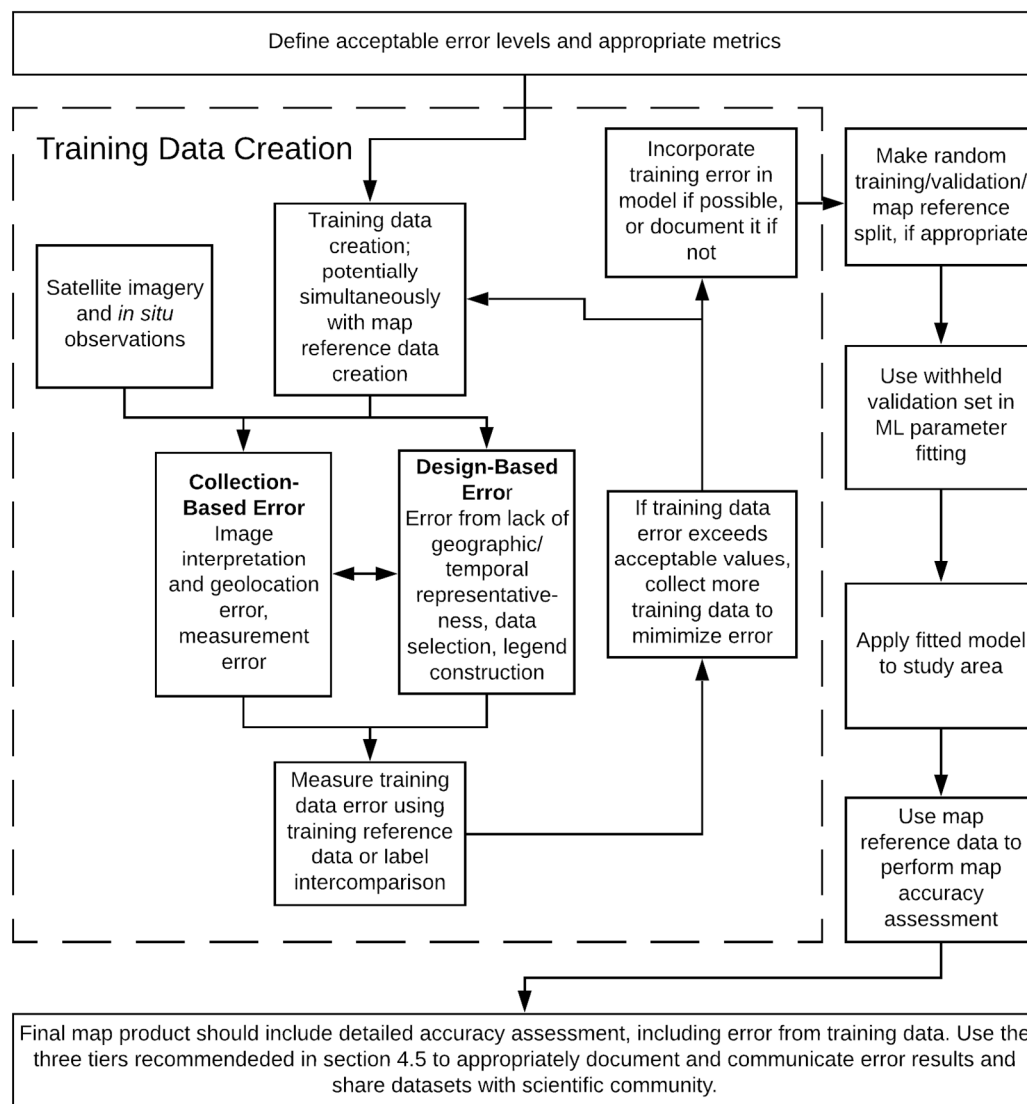 Define acceptable error levels and appropriate metrics
Training Data Creation
Satellite imagery
and in situ
observations
Training data
creation;
potentially
simultaneously
with map
reference data
creation
Collection-
Based Error
Image
interpretation
and geolocation
error,
measurement
error
Design-Based
Error
Error from lack of
geographic/
temporal
representative-
ness, data
selection, legend
construction
Measure training
data error using
training reference
data or label
intercomparison
If training data
error exceeds
acceptable values,
collect more
training data to
mimimize error
Incorporate
training error in
model if possible,
or document it if
not
Make random
training/validation/
map reference
split, if appropriate
Use withheld
validation set in
ML parameter
fitting
Apply fitted model
to study area
Use map
reference data to
perform map
accuracy
assessment
Final map product should include detailed accuracy assessment, including error from training data. Use the
three tiers recommendeded in section 4.5 to appropriately document and communicate error results and
share datasets with scientific community.